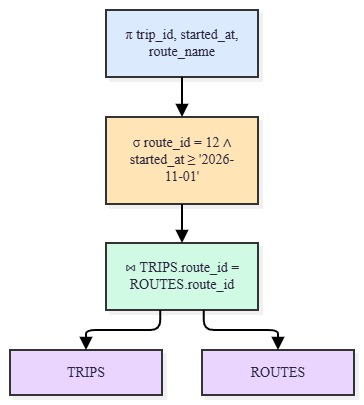 π trip_id, started_at,
route_name
σ route_id = 12 ∧
started_at ≥ '2026-
11-01'
⋈ TRIPS.route_id =
ROUTES.route_id
TRIPS
ROUTES